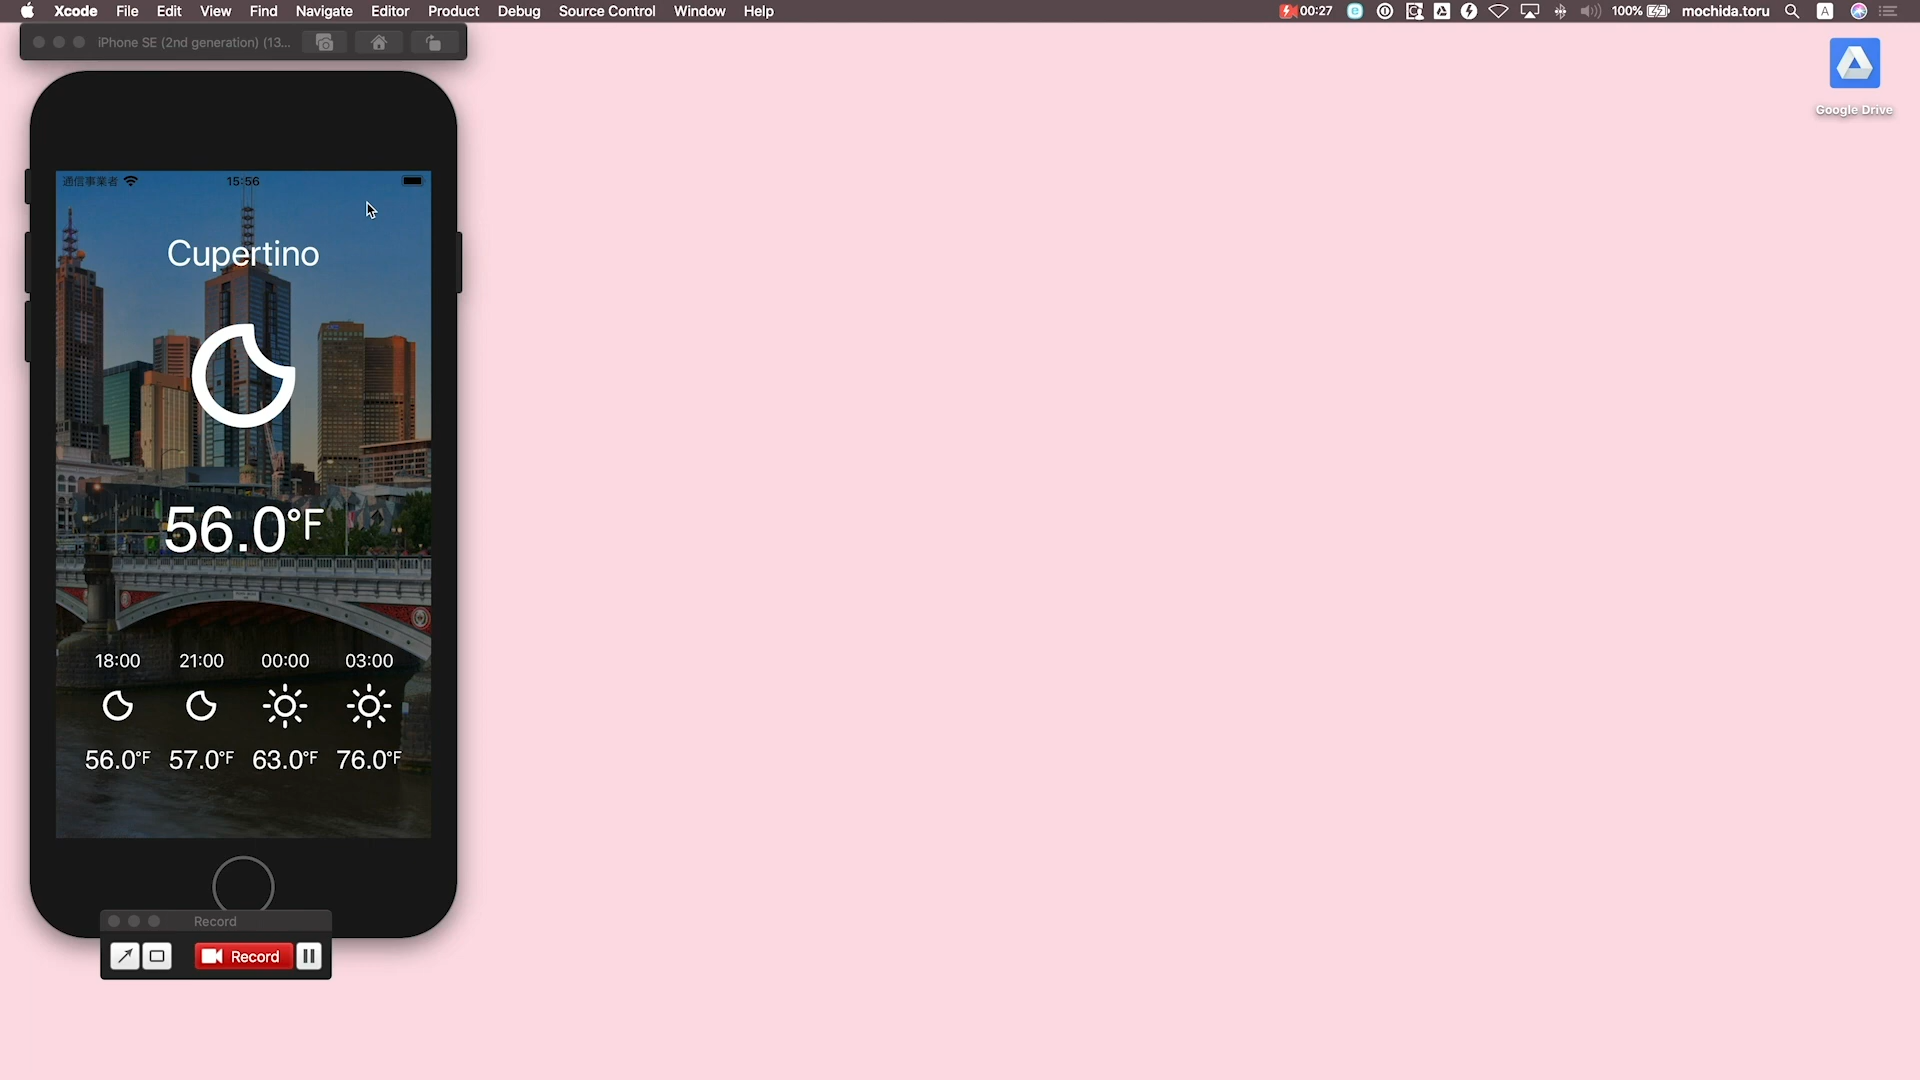 Xcode File Edit View Find Navigate Editor Product Debug Source Control Window Help
00:27 100% mochida.toru A
iPhone SE (2nd generation) (13...
Google Drive
通信事業者 15:56
Cupertino
56.0°F
18:00 21:00 00:00 03:00
56.0°F 57.0°F 63.0°F 76.0°F
Record
Record